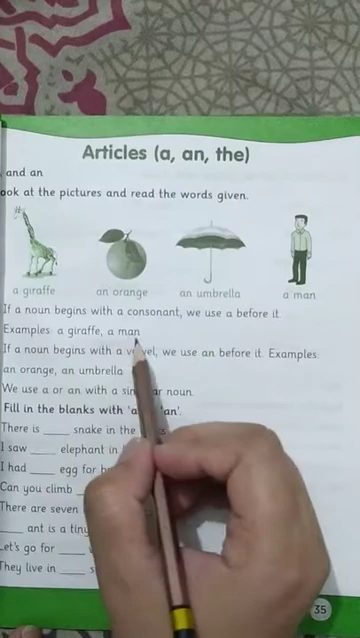 Articles (a, an, the)
and an
ook at the pictures and read the words given.
a giraffe an orange an umbrella a man
If a noun begins with a consonant, we use a before it.
Examples: a giraffe, a man
If a noun begins with a vowel, we use an before it. Examples:
an orange, an umbrella
We use a or an with a singular noun.
Fill in the blanks with 'a' 'an'.
There is ____ snake in the
I saw ____ elephant in
I had ____ egg for
Can you climb
There are seven
____ ant is a tiny
Let's go for ____
They live in ____
35